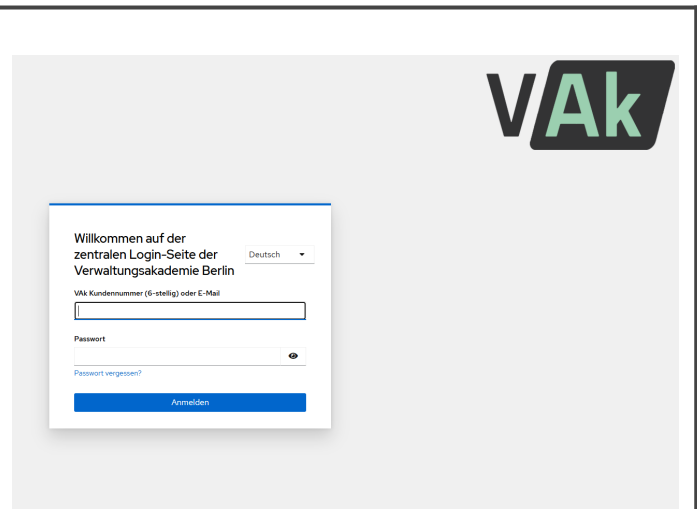 VAk
Willkommen auf der
zentralen Login-Seite der
Verwaltungsakademie Berlin
Deutsch
VAk Kundennummer (6-stellig) oder E-Mail
Passwort
Passwort vergessen?
Anmelden